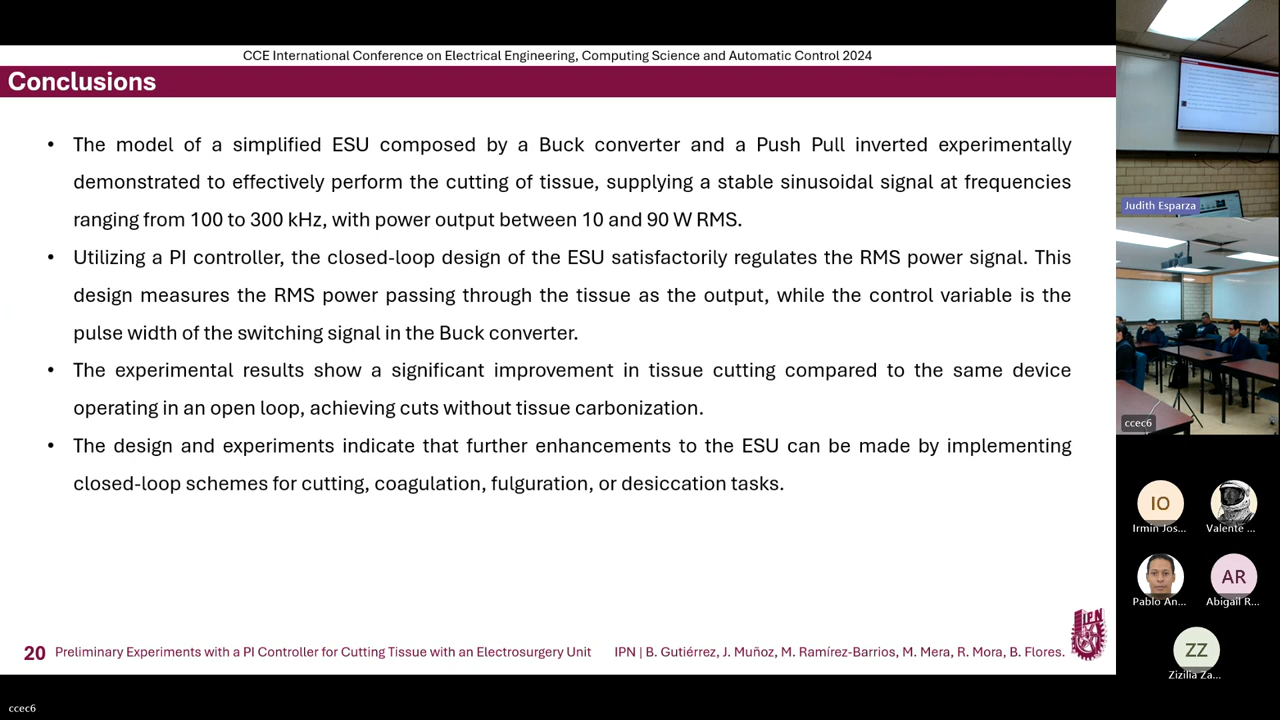 CCE International Conference on Electrical Engineering, Computing Science and Automatic Control 2024
Conclusions
• The model of a simplified ESU composed by a Buck converter and a Push Pull inverted experimentally
demonstrated to effectively perform the cutting of tissue, supplying a stable sinusoidal signal at frequencies
ranging from 100 to 300 kHz, with power output between 10 and 90 W RMS.
• Utilizing a PI controller, the closed-loop design of the ESU satisfactorily regulates the RMS power signal. This
design measures the RMS power passing through the tissue as the output, while the control variable is the
pulse width of the switching signal in the Buck converter.
• The experimental results show a significant improvement in tissue cutting compared to the same device
operating in an open loop, achieving cuts without tissue carbonization.
• The design and experiments indicate that further enhancements to the ESU can be made by implementing
closed-loop schemes for cutting, coagulation, fulguration, or desiccation tasks.
20 Preliminary Experiments with a PI Controller for Cutting Tissue with an Electrosurgery Unit IPN | B. Gutiérrez, J. Muñoz, M. Ramírez-Barrios, M. Mera, R. Mora, B. Flores.
IPN
ccec6
Judith Esparza
ccec6
IO
Irmin Jos...
Valente ...
Pablo An...
AR
Abigail R...
ZZ
Zizilia Za...